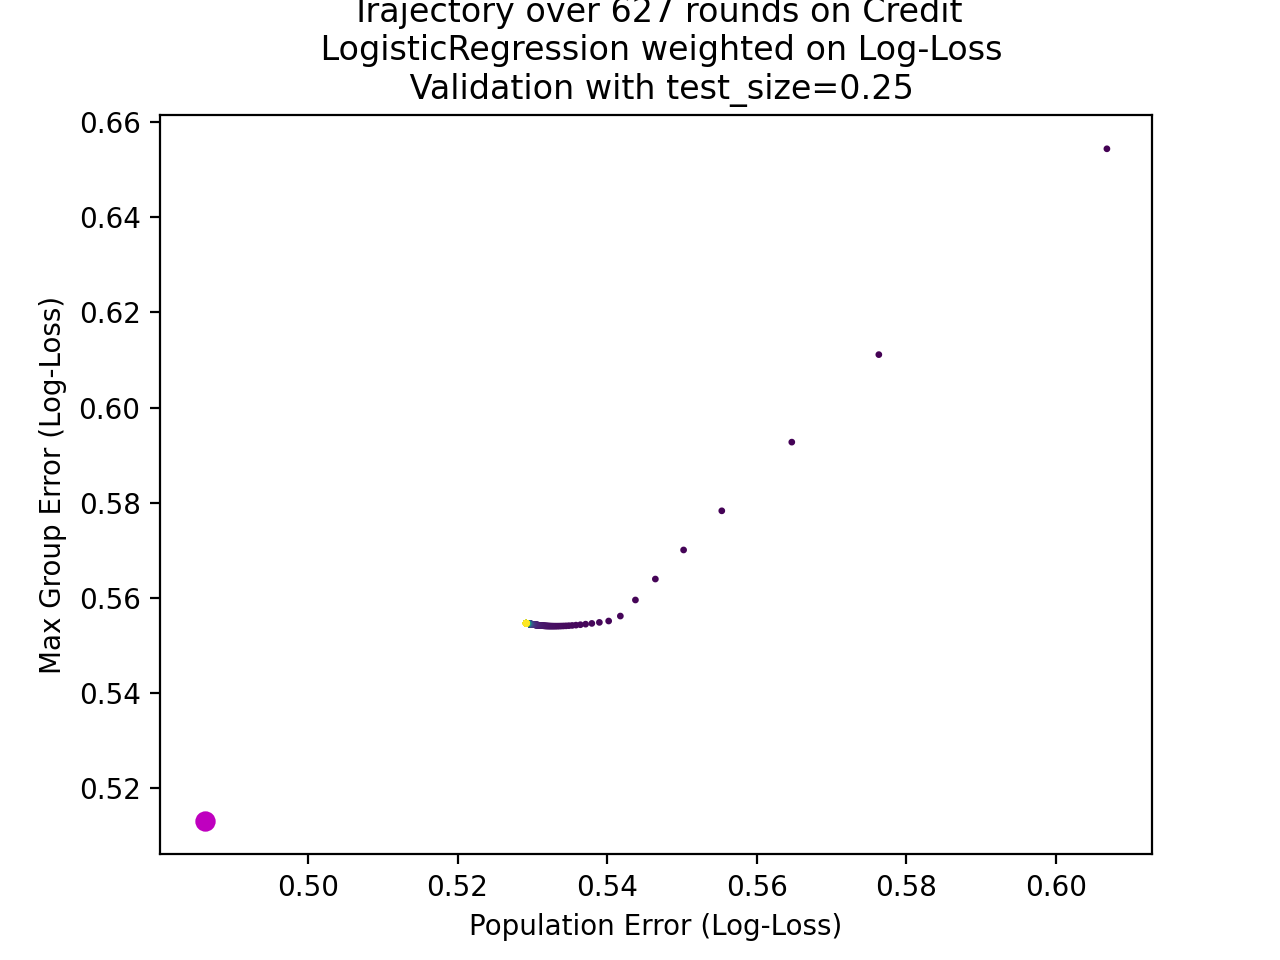 Trajectory over 627 rounds on Credit
LogisticRegression weighted on Log-Loss
Validation with test_size=0.25
0.66
0.64
0.62
0.60
0.58
0.56
0.54
0.52
Max Group Error (Log-Loss)
0.50
0.52
0.54
0.56
0.58
0.60
Population Error (Log-Loss)